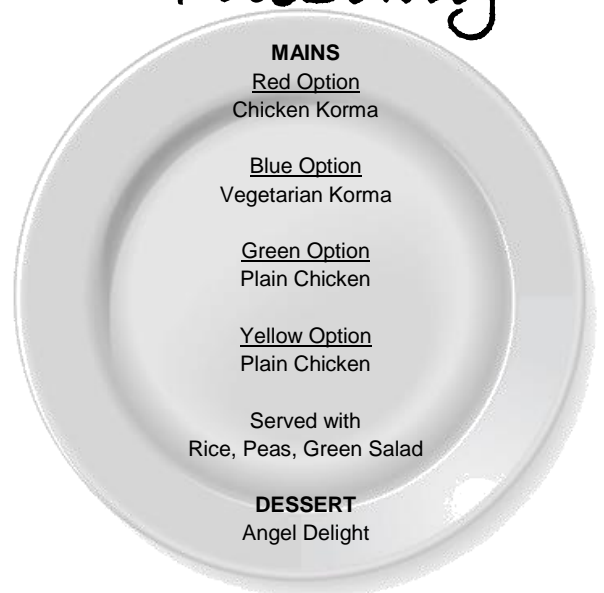 MAINS
Red Option
Chicken Korma
Blue Option
Vegetarian Korma
Green Option
Plain Chicken
Yellow Option
Plain Chicken
Served with
Rice, Peas, Green Salad
DESSERT
Angel Delight